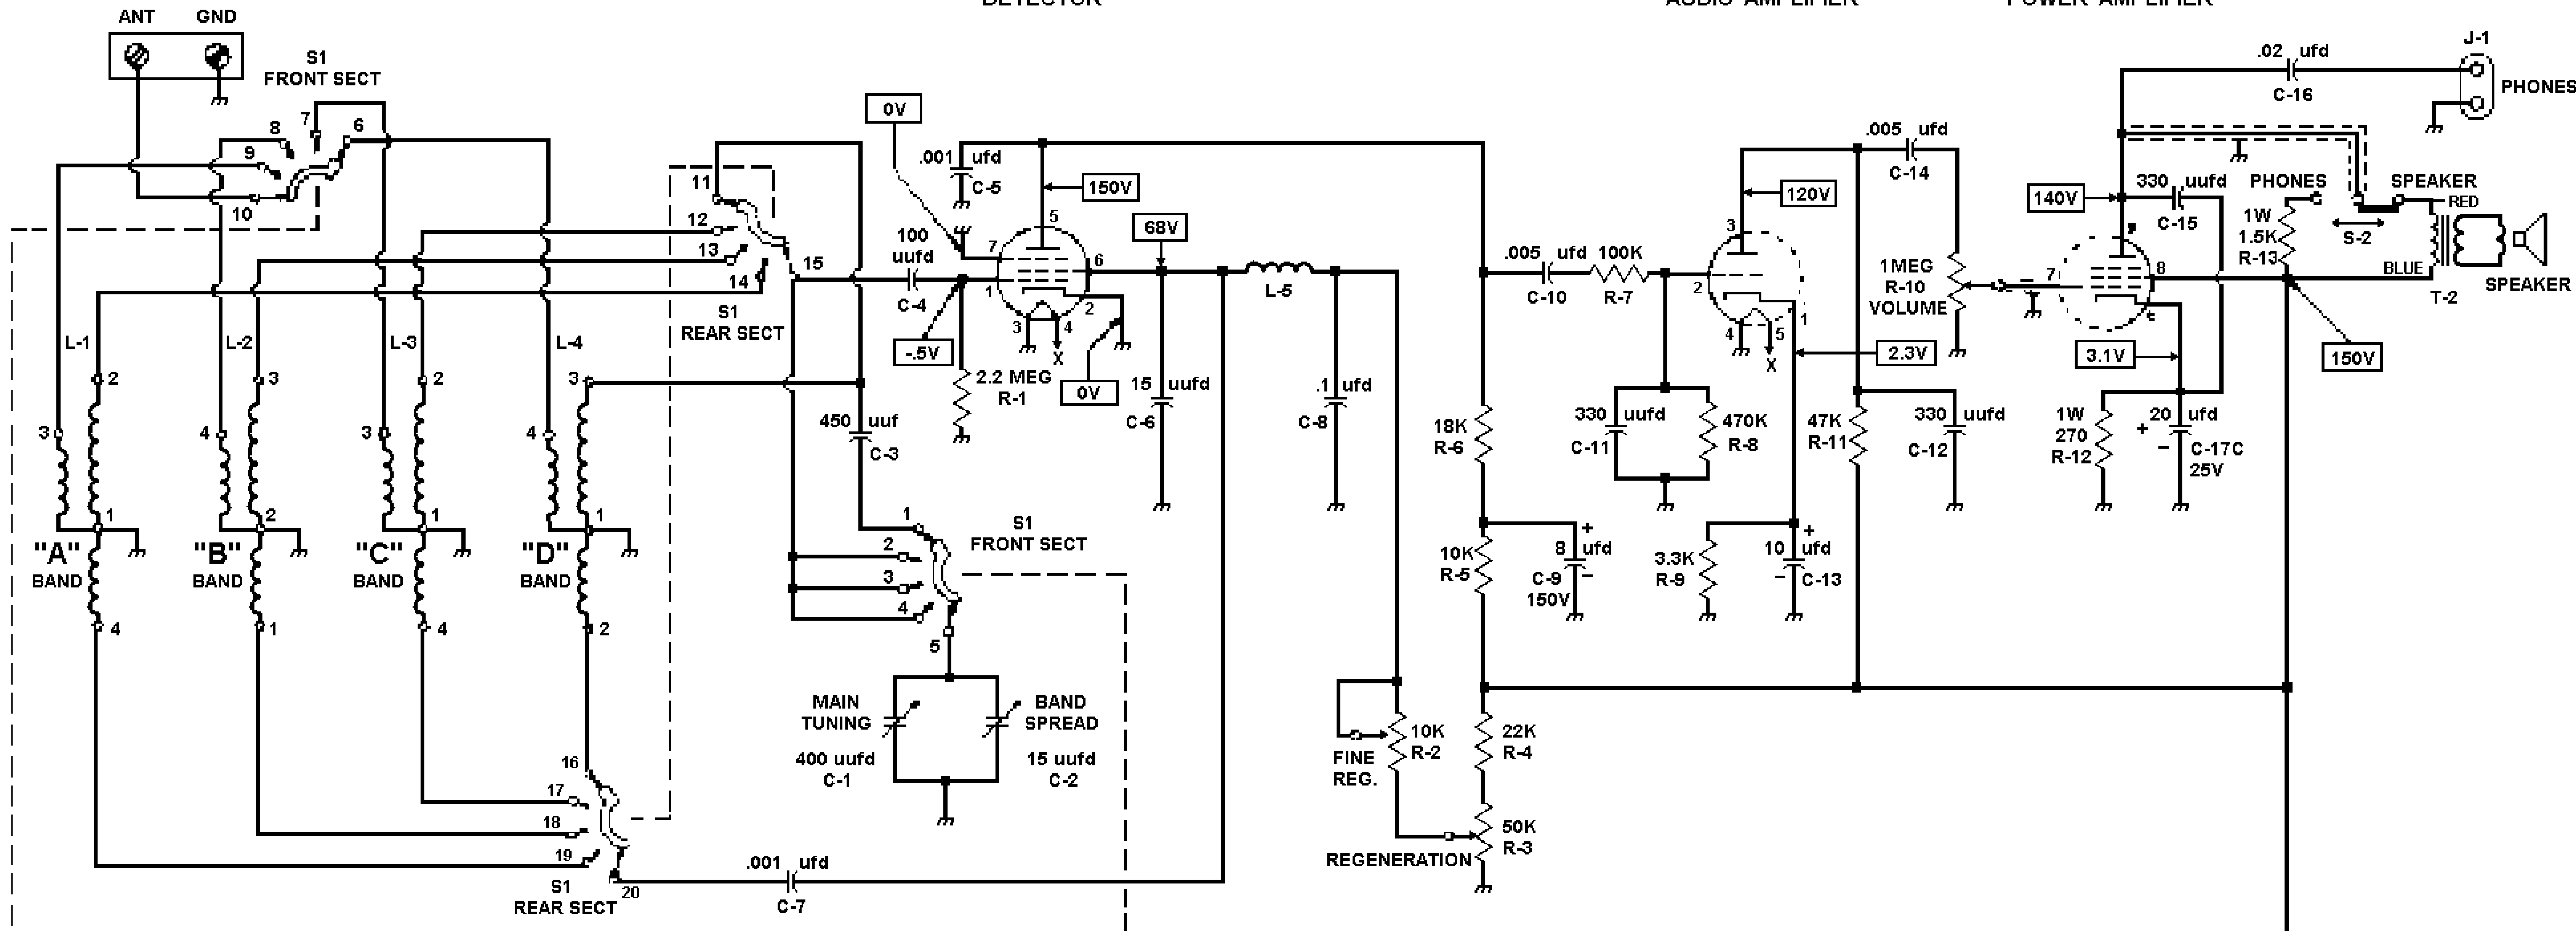 DETECTOR
AUDIO AMPLIFIER
POWER AMPLIFIER
ANT
GND
S1
FRONT SECT
8
7
6
9
10
11
12
13
14
15
S1
REAR SECT
0V
.001 ufd
C-5
150V
100
uufd
C-4
-.5V
7
5
6
1
2
3
4
X
0V
2.2 MEG
R-1
68V
15 uufd
C-6
L-5
.1 ufd
C-8
L-1
L-2
L-3
L-4
2
3
2
3
3
4
3
4
1
2
1
1
"A"
BAND
"B"
BAND
"C"
BAND
"D"
BAND
4
1
4
2
450 uuf
C-3
1
2
3
4
5
S1
FRONT SECT
MAIN
TUNING
400 uufd
C-1
BAND
SPREAD
15 uufd
C-2
16
17
18
19
20
S1
REAR SECT
.001 ufd
C-7
FINE
REG.
10K
R-2
22K
R-4
50K
R-3
REGENERATION
18K
R-6
10K
R-5
+
8 ufd
C-9
–
150V
.005 ufd
C-10
100K
R-7
330 uufd
C-11
470K
R-8
3
2
1
4
5
X
120V
2.3V
3.3K
R-9
+
10 ufd
– C-13
.005 ufd
C-14
47K
R-11
330 uufd
C-12
1MEG
R-10
VOLUME
140V
330 uufd
C-15
7
8
3.1V
1W
270
R-12
20 ufd
+
–
C-17C
25V
.02 ufd
C-16
J-1
PHONES
PHONES
SPEAKER
1W
1.5K
R-13
S-2
RED
BLUE
T-2
SPEAKER
150V